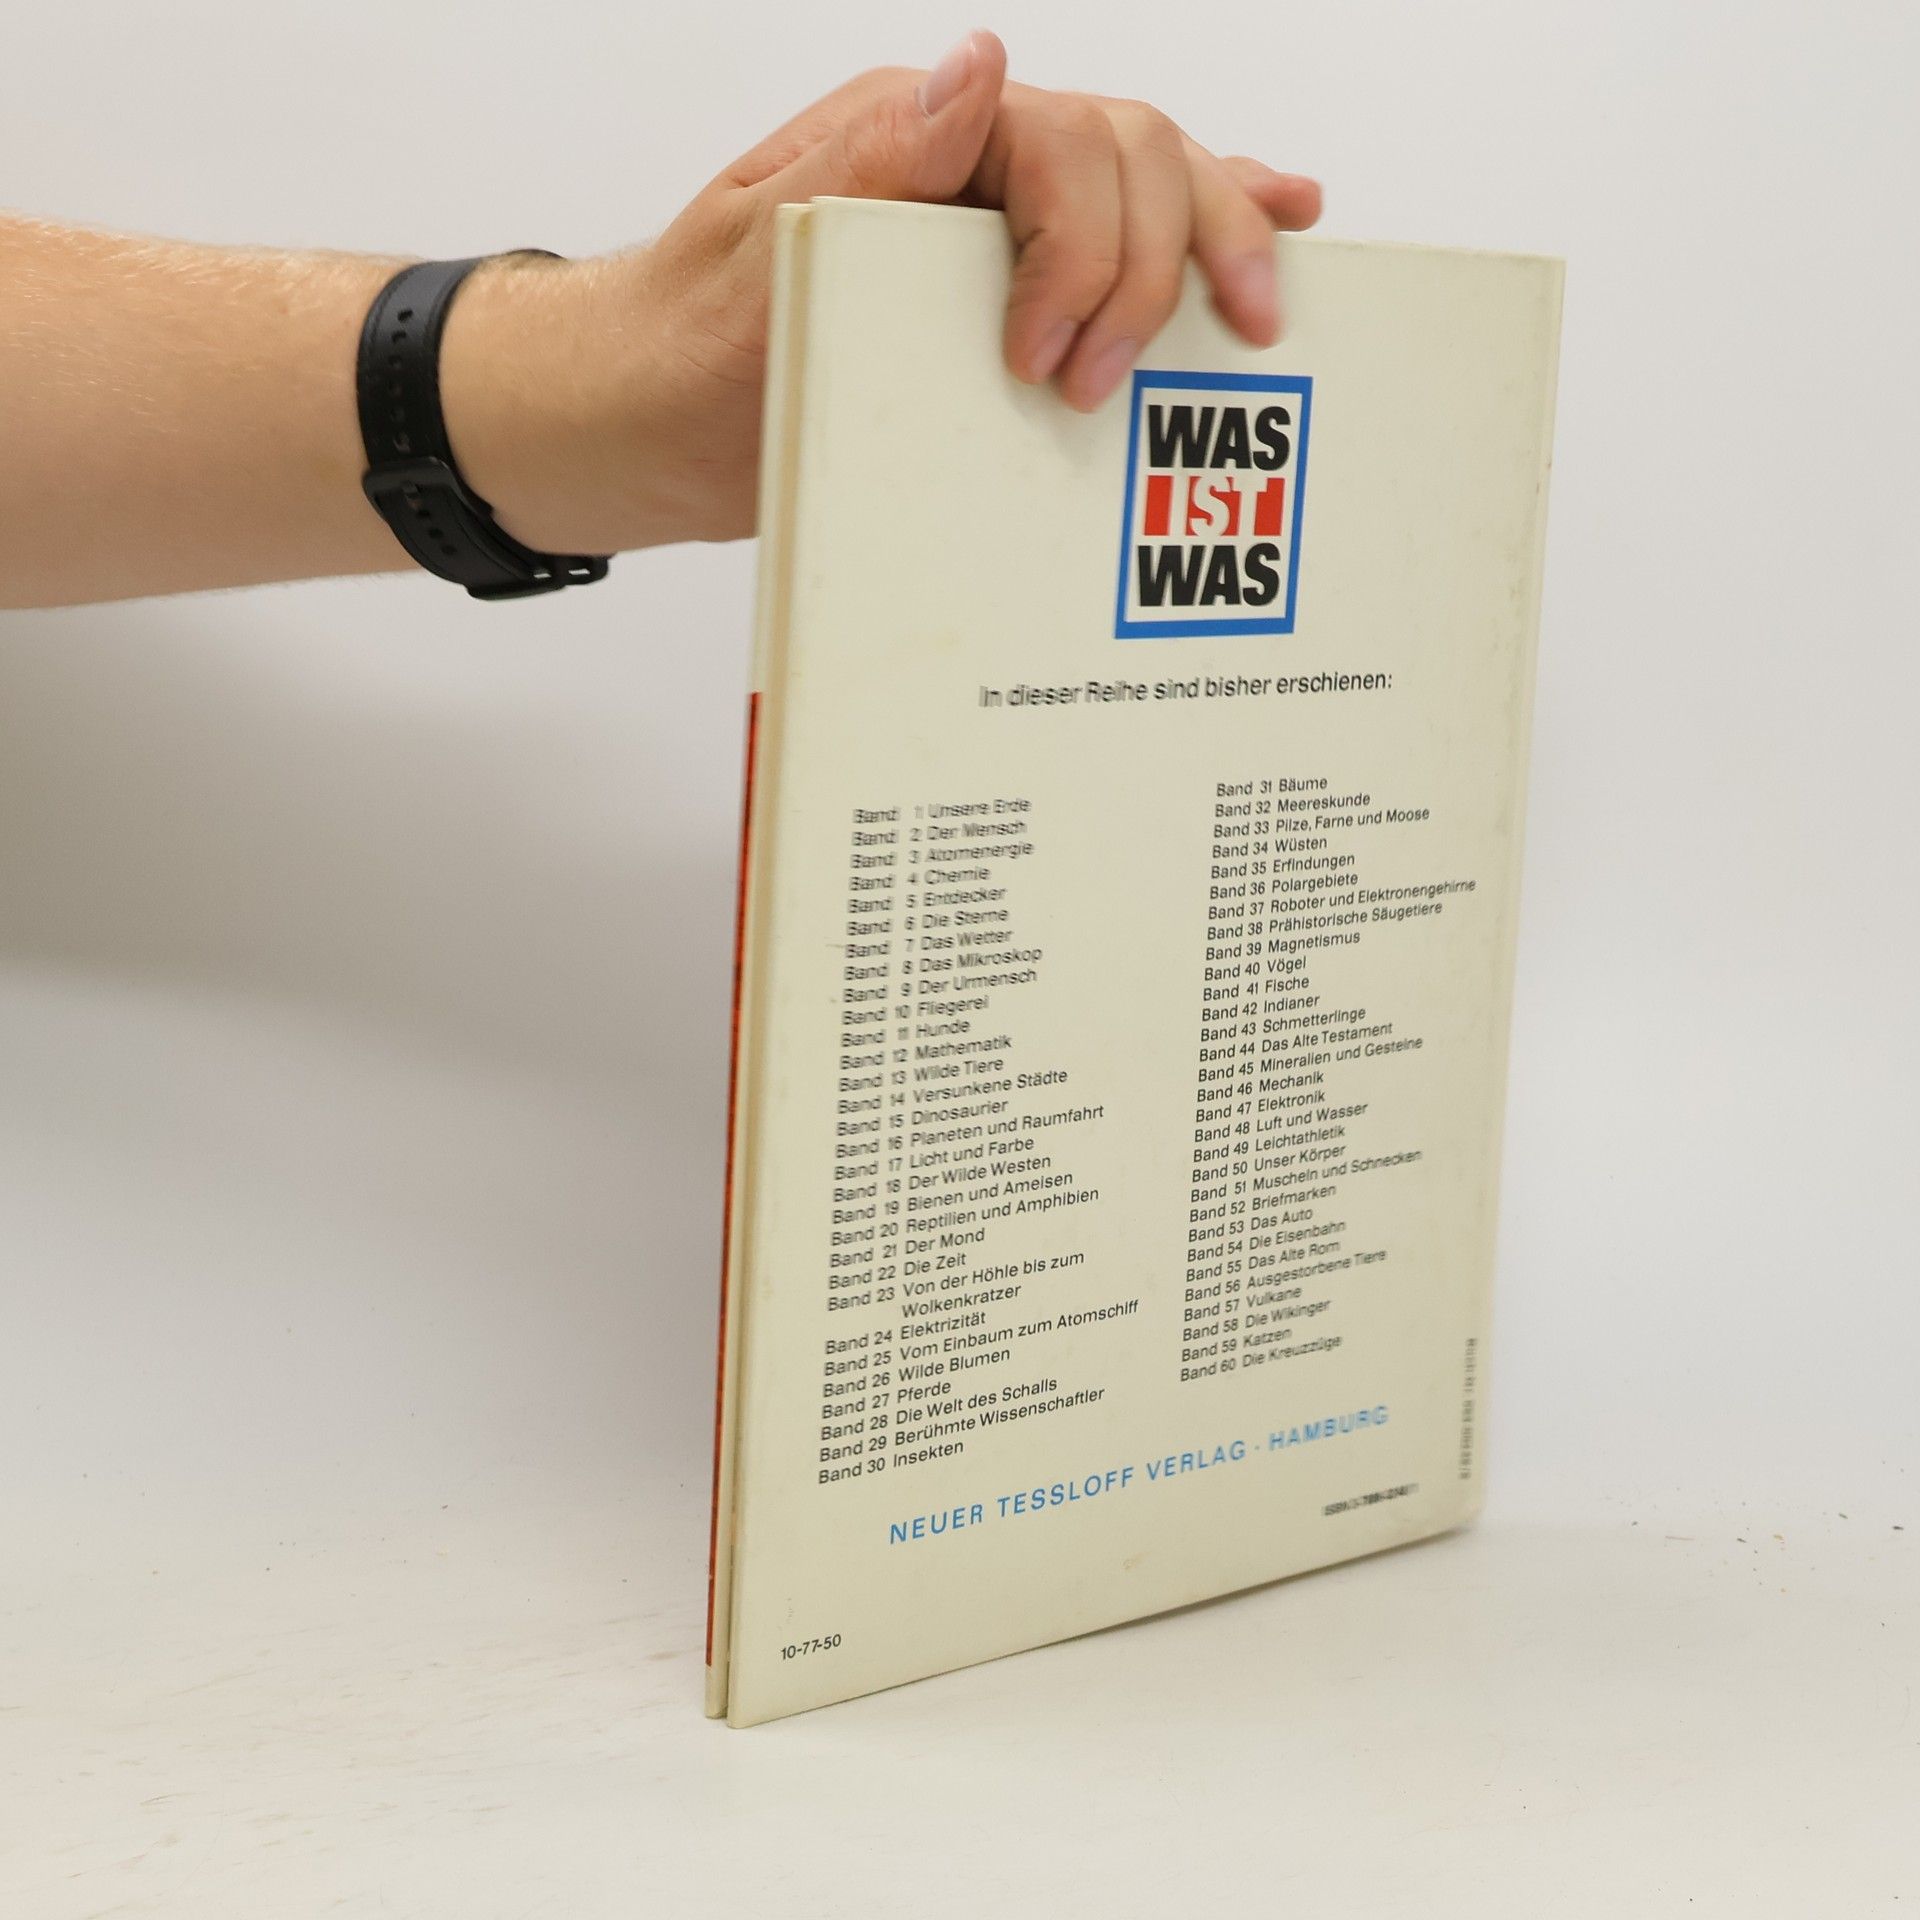 WAS
IST
WAS
In dieser Reihe sind bisher erschienen:
Band 1 Unsere Erde
Band 2 Der Mensch
Band 3 Atomenergie
Band 4 Chemie
Band 5 Entdecker
Band 6 Die Sterne
Band 7 Das Wetter
Band 8 Das Mikroskop
Band 9 Der Urmensch
Band 10 Fliegerei
Band 11 Hunde
Band 12 Mathematik
Band 13 Wilde Tiere
Band 14 Versunkene Städte
Band 15 Dinosaurier
Band 16 Planeten und Raumfahrt
Band 17 Licht und Farbe
Band 18 Der Wilde Westen
Band 19 Bienen und Ameisen
Band 20 Reptilien und Amphibien
Band 21 Der Mond
Band 22 Die Zeit
Band 23 Von der Höhle bis zum
Wolkenkratzer
Band 24 Elektrizität
Band 25 Vom Einbaum zum Atomschiff
Band 26 Wilde Blumen
Band 27 Pferde
Band 28 Die Welt des Schalls
Band 29 Berühmte Wissenschaftler
Band 30 Insekten
Band 31 Bäume
Band 32 Meereskunde
Band 33 Pilze, Farne und Moose
Band 34 Wüsten
Band 35 Erfindungen
Band 36 Polargebiete
Band 37 Roboter und Elektronengehirne
Band 38 Prähistorische Säugetiere
Band 39 Magnetismus
Band 40 Vögel
Band 41 Fische
Band 42 Indianer
Band 43 Schmetterlinge
Band 44 Das Alte Testament
Band 45 Mineralien und Gesteine
Band 46 Mechanik
Band 47 Elektronik
Band 48 Luft und Wasser
Band 49 Leichtathletik
Band 50 Unser Körper
Band 51 Muscheln und Schnecken
Band 52 Briefmarken
Band 53 Das Auto
Band 54 Die Eisenbahn
Band 55 Das Alte Rom
Band 56 Ausgestorbene Tiere
Band 57 Vulkane
Band 58 Die Wikinger
Band 59 Katzen
Band 60 Die Kreuzzüge
NEUER TESSLOFF VERLAG · HAMBURG
ISBN
10-77-50